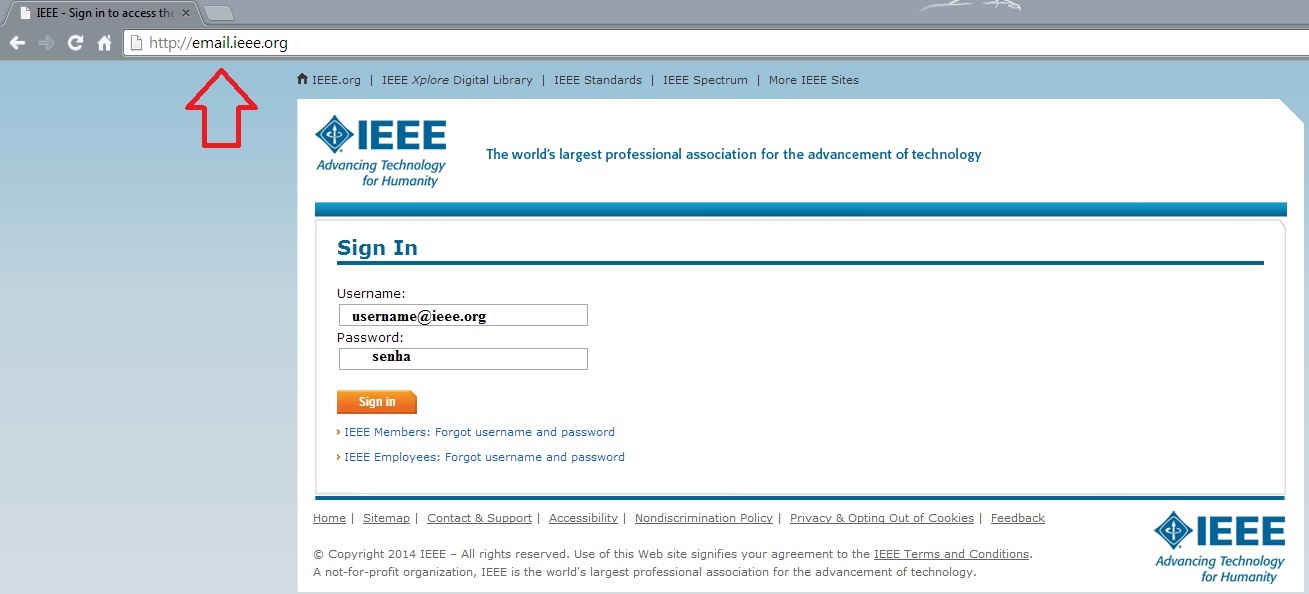 IEEE - Sign in to access the
http://email.ieee.org
IEEE.org | IEEE Xplore Digital Library | IEEE Standards | IEEE Spectrum | More IEEE Sites
IEEE
Advancing Technology
for Humanity
The world's largest professional association for the advancement of technology
Sign In
Username:
username@ieee.org
Password:
senha
Sign in
› IEEE Members: Forgot username and password
› IEEE Employees: Forgot username and password
Home | Sitemap | Contact & Support | Accessibility | Nondiscrimination Policy | Privacy & Opting Out of Cookies | Feedback
© Copyright 2014 IEEE – All rights reserved. Use of this Web site signifies your agreement to the IEEE Terms and Conditions.
A not-for-profit organization, IEEE is the world's largest professional association for the advancement of technology.
IEEE
Advancing Technology
for Humanity